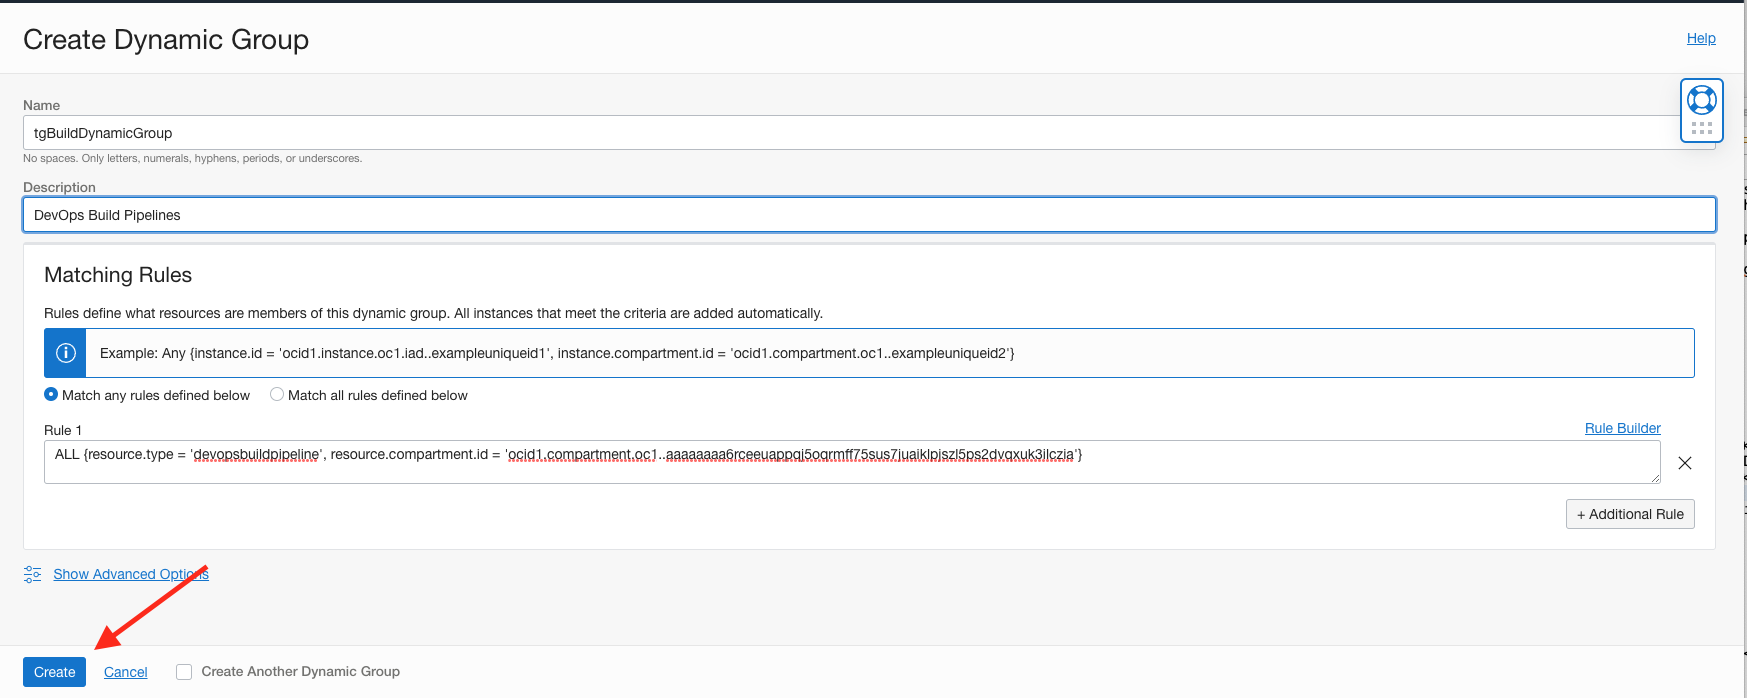 Create Dynamic Group
Help
Name
tgBuildDynamicGroup
No spaces. Only letters, numerals, hyphens, periods, or underscores.
Description
DevOps Build Pipelines
Matching Rules
Rules define what resources are members of this dynamic group. All instances that meet the criteria are added automatically.
Example: Any {instance.id = 'ocid1.instance.oc1.iad..exampleuniqueid1', instance.compartment.id = 'ocid1.compartment.oc1..exampleuniqueid2'}
Match any rules defined below Match all rules defined below
Rule 1
Rule Builder
ALL {resource.type = 'devopsbuildpipeline', resource.compartment.id =
+ Additional Rule
Show Advanced Options
Create Cancel Create Another Dynamic Group